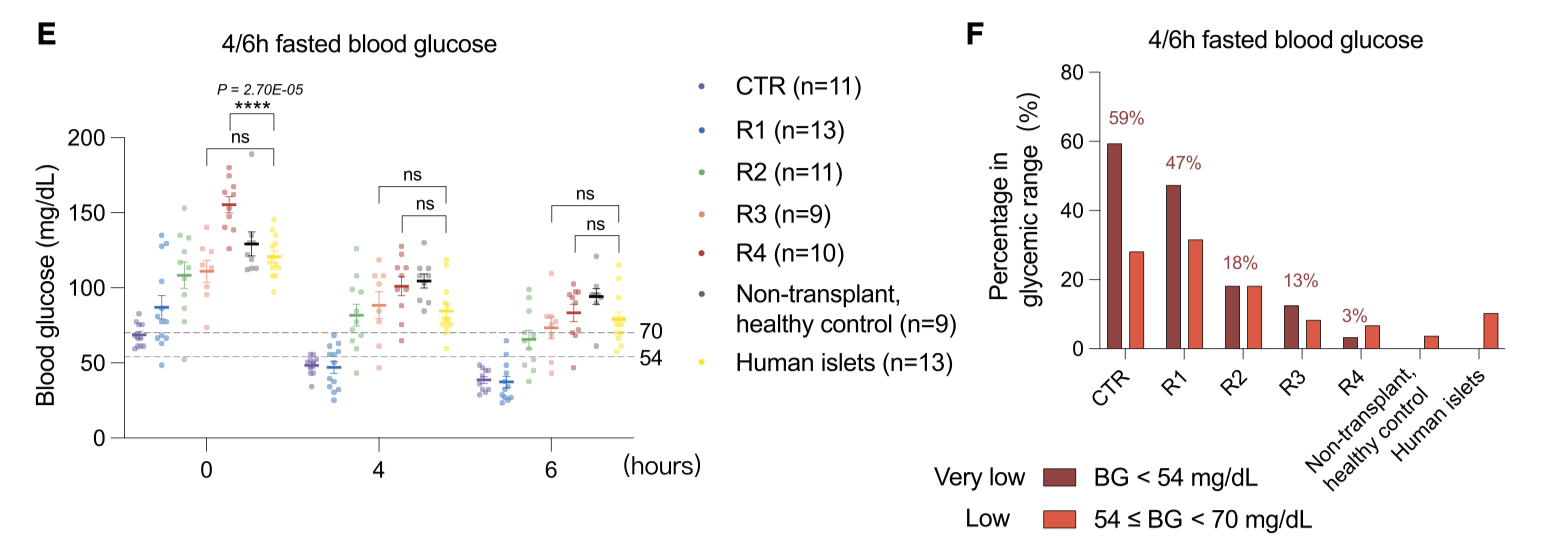 E
4/6h fasted blood glucose
P = 2.70E-05
****
ns
ns
ns
ns
ns
Blood glucose (mg/dL)
200
150
100
50
0
70
54
0
4
6
(hours)
CTR (n=11)
R1 (n=13)
R2 (n=11)
R3 (n=9)
R4 (n=10)
Non-transplant,
healthy control (n=9)
Human islets (n=13)
F
4/6h fasted blood glucose
Percentage in
glycemic range (%)
80
60
40
20
0
59%
47%
18%
13%
3%
CTR
R1
R2
R3
R4
Non-transplant,
healthy control
Human islets
Very low
BG < 54 mg/dL
Low
54 ≤ BG < 70 mg/dL